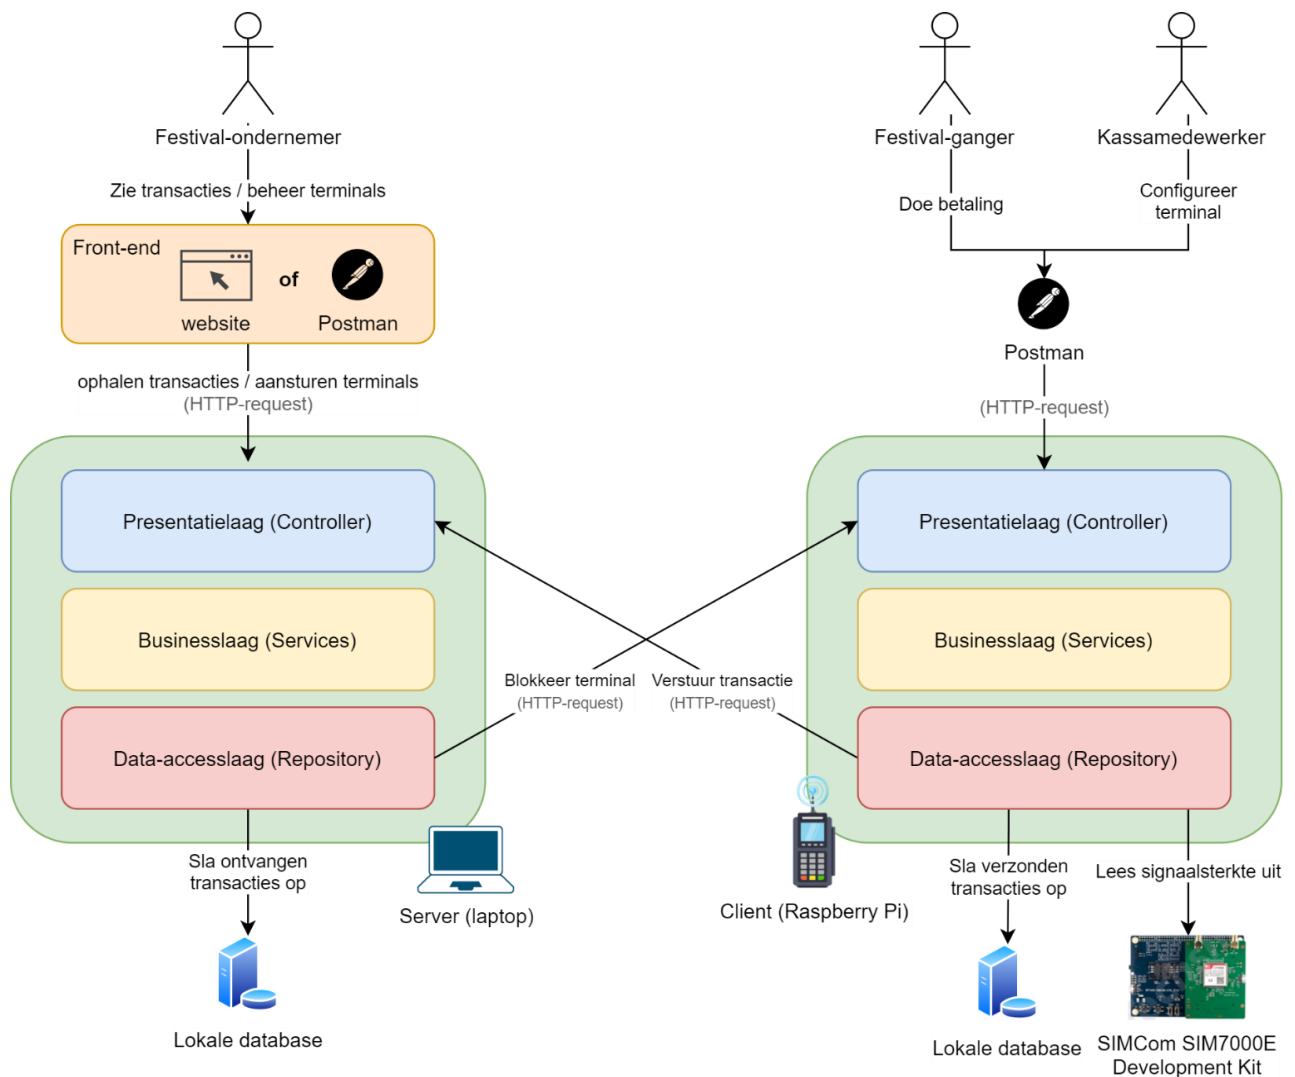 Festival-ondernemer
Festival-ganger
Kassamedewerker
Zie transacties / beheer terminals
Doe betaling
Configureer
terminal
Front-end
of
website
Postman
Postman
ophalen transacties / aansturen terminals
(HTTP-request)
(HTTP-request)
Presentatielaag (Controller)
Presentatielaag (Controller)
Businesslaag (Services)
Businesslaag (Services)
Blokkeer terminal
(HTTP-request)
Verstuur transactie
(HTTP-request)
Data-accesslaag (Repository)
Data-accesslaag (Repository)
Sla ontvangen
transacties op
Server (laptop)
Client (Raspberry Pi)
Sla verzonden
transacties op
Lees signaalsterkte uit
Lokale database
Lokale database
SIMCom SIM7000E
Development Kit